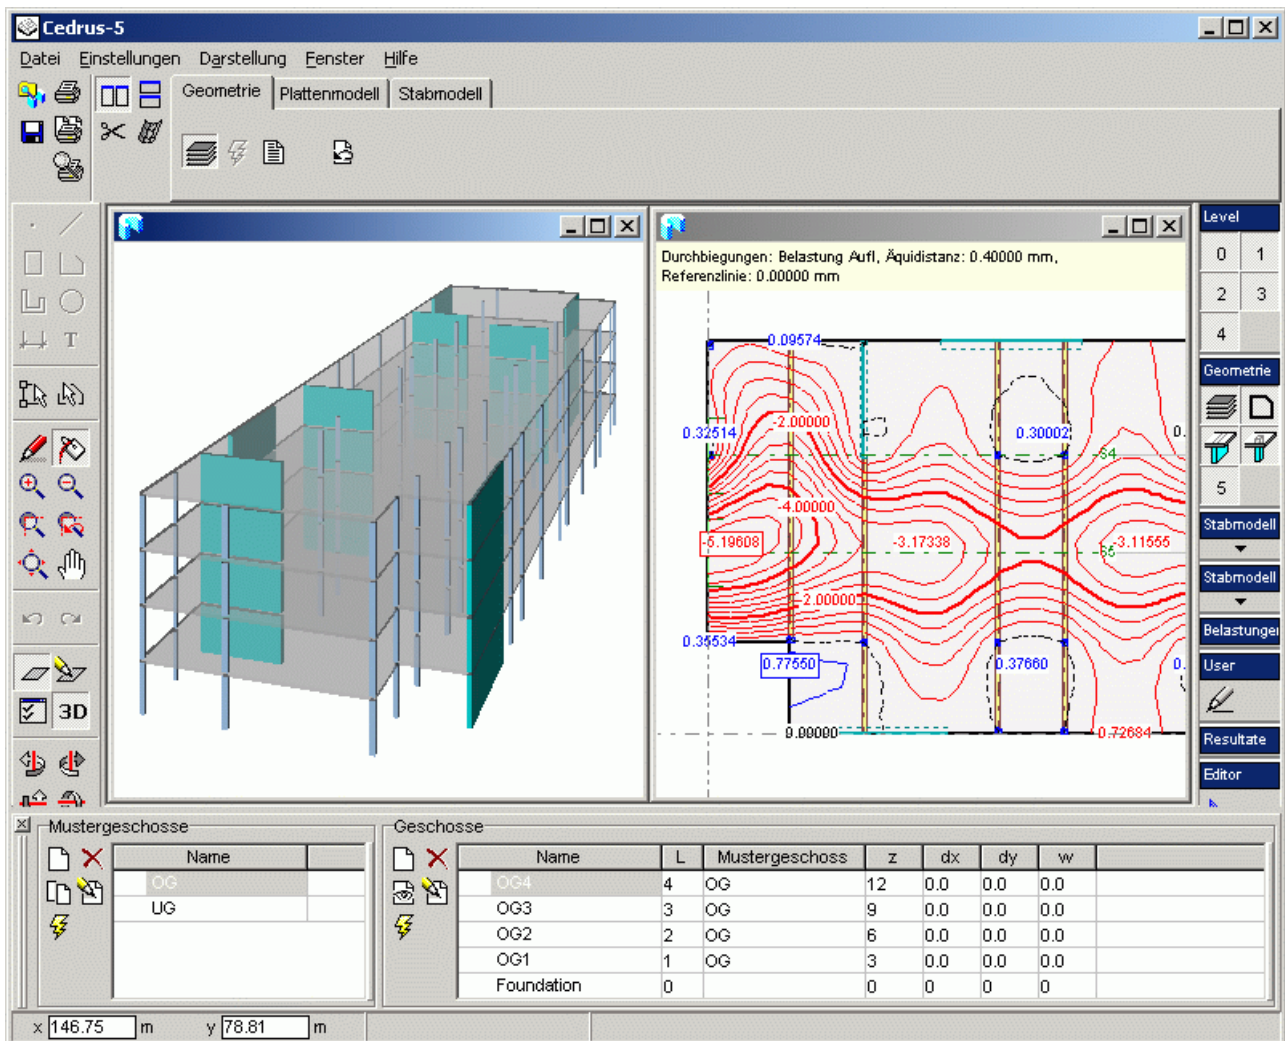 Cedrus-5
Datei Einstellungen Darstellung Fenster Hilfe
Geometrie Plattenmodell Stabmodell
T
3D
Durchbiegungen: Belastung Aufl, Äquidistanz: 0.40000 mm,
Referenzlinie: 0.00000 mm
0.09574
-2.00000
0.32514
0.30002
0.
S4
-4.00000
-5.19608
-3.17338
S5
-3.11555
-2.00000
0.35534
0.77550
0.37660
0.
0.00000
-0.72684
Level
0 1
2 3
4
Geometrie
5
Stabmodell
Stabmodell
Belastunger
User
Resultate
Editor
Mustergeschosse
Name
OG
UG
Geschosse
Name L Mustergeschoss z dx dy w
OG4 4 OG 12 0.0 0.0 0.0
OG3 3 OG 9 0.0 0.0 0.0
OG2 2 OG 6 0.0 0.0 0.0
OG1 1 OG 3 0.0 0.0 0.0
Foundation 0 0 0 0 0
x 146.75 m y 78.81 m